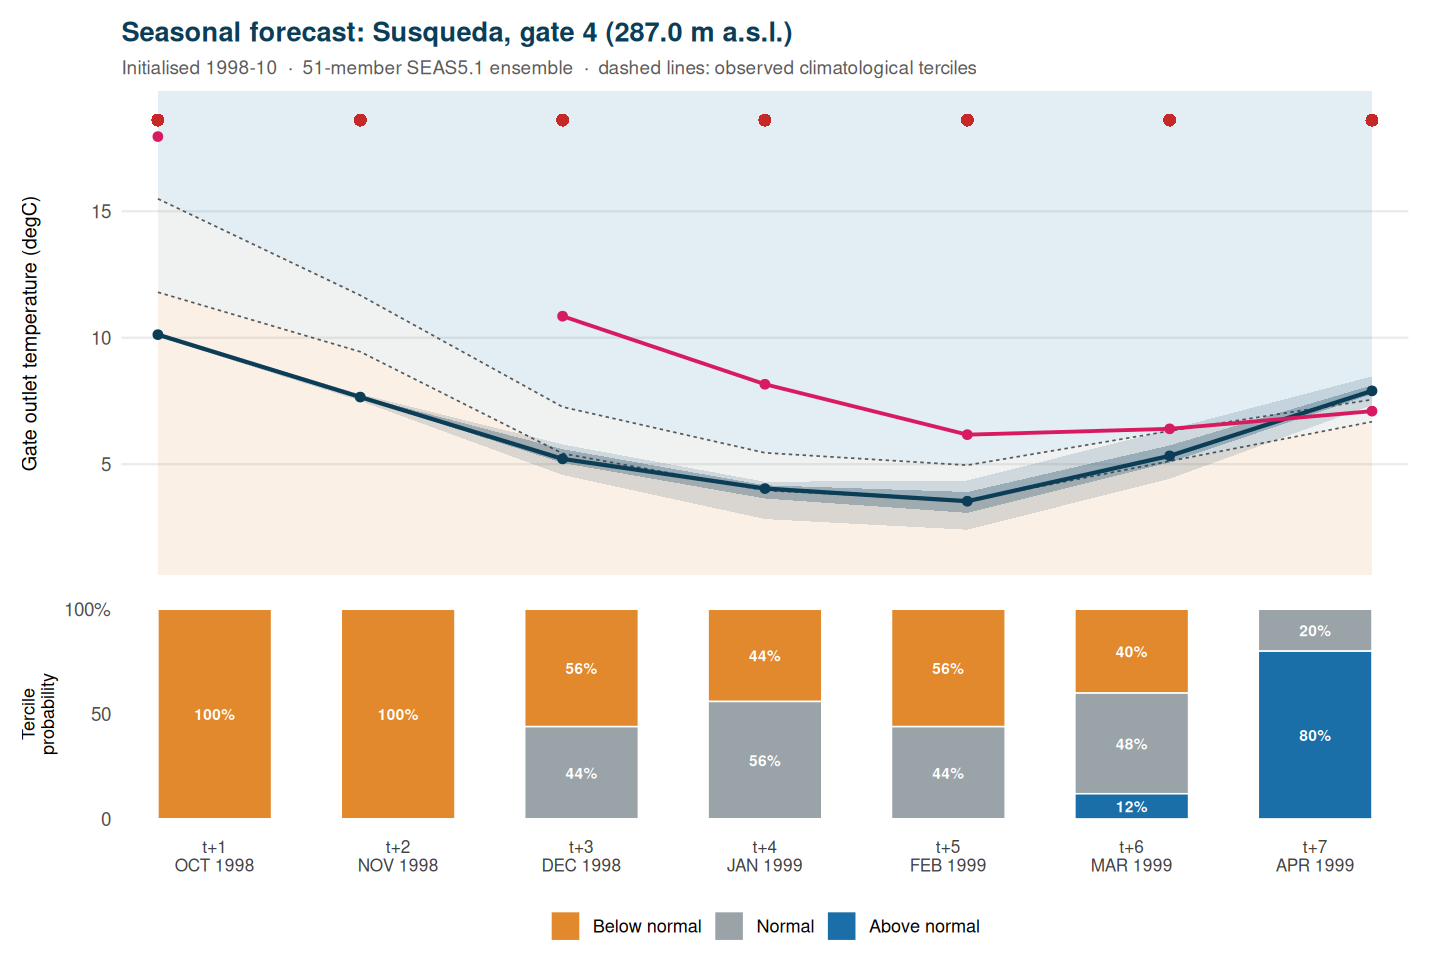 Seasonal forecast: Susqueda, gate 4 (287.0 m a.s.l.)
Initialised 1998-10 · 51-member SEAS5.1 ensemble · dashed lines: observed climatological terciles
Gate outlet temperature (degC)
15
10
5
Tercile
probability
100%
50
0
100%
100%
56%
44%
44%
56%
56%
44%
40%
48%
12%
20%
80%
t+1
OCT 1998
t+2
NOV 1998
t+3
DEC 1998
t+4
JAN 1999
t+5
FEB 1999
t+6
MAR 1999
t+7
APR 1999
Below normal
Normal
Above normal